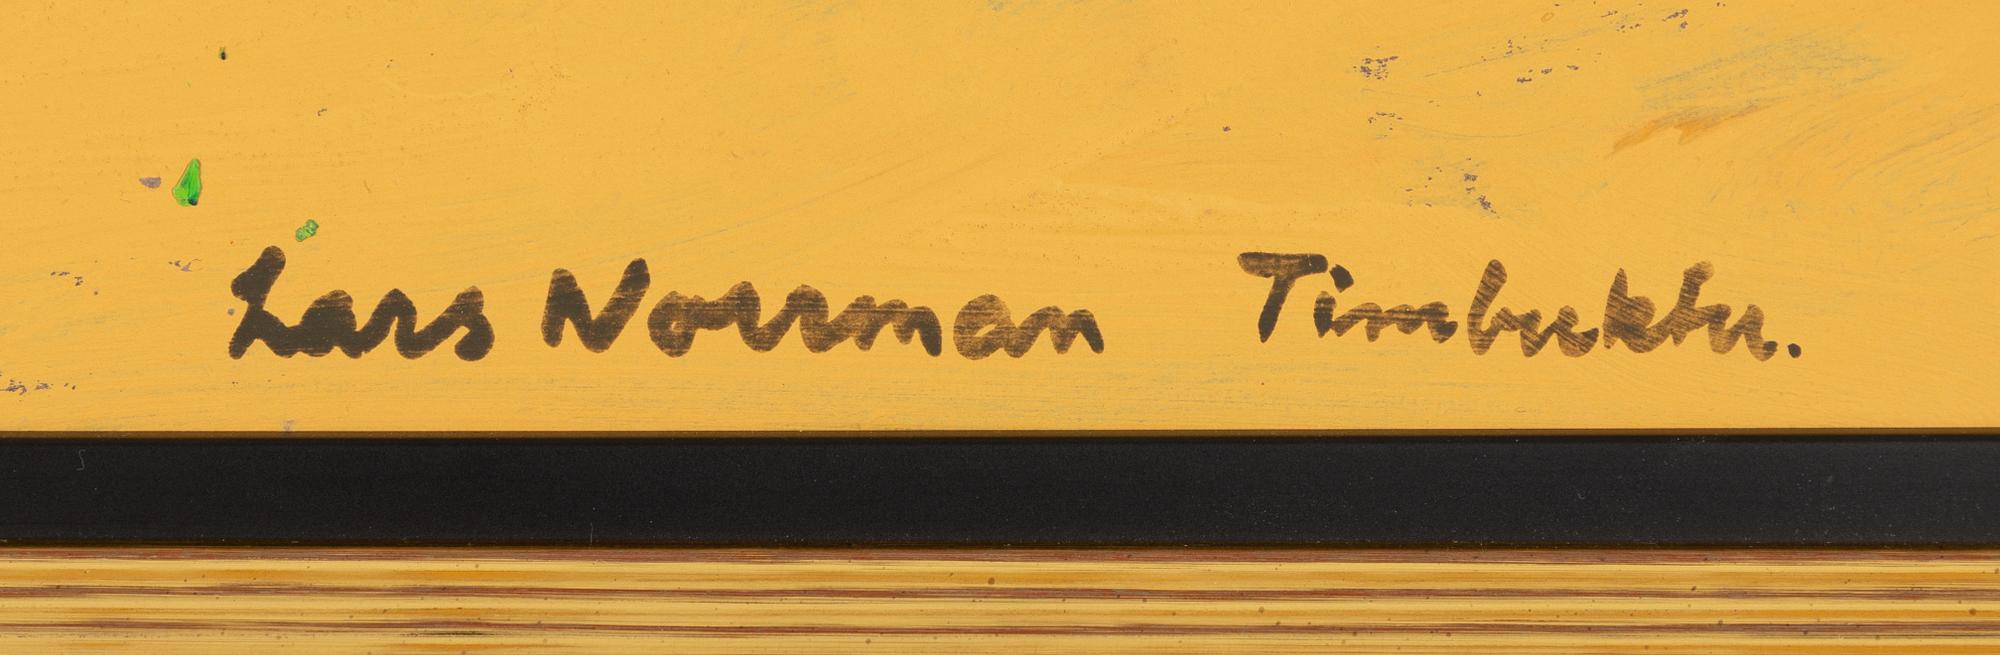 Lars Norrman Timbuktu.